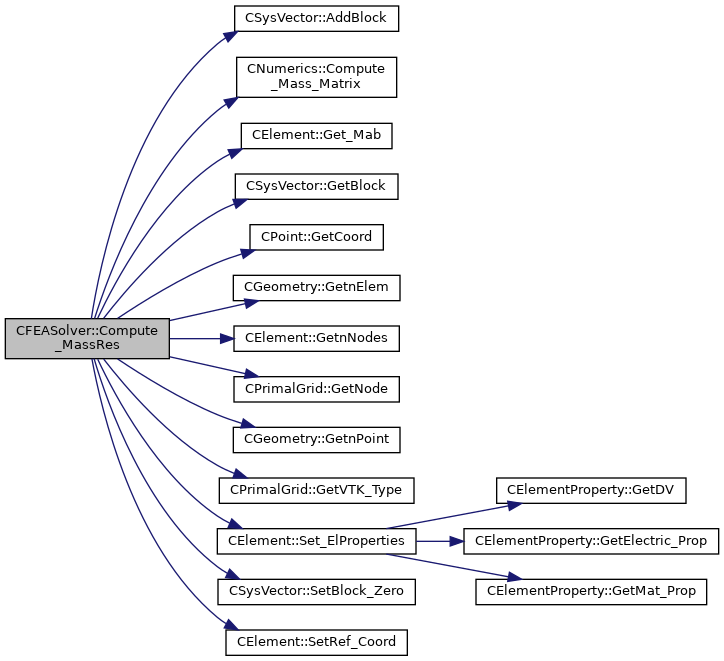 CFEASolver::Compute
_MassRes
CSysVector::AddBlock
CNumerics::Compute
_Mass_Matrix
CElement::Get_Mab
CSysVector::GetBlock
CPoint::GetCoord
CGeometry::GetnElem
CElement::GetnNodes
CPrimalGrid::GetNode
CGeometry::GetnPoint
CPrimalGrid::GetVTK_Type
CElement::Set_ElProperties
CSysVector::SetBlock_Zero
CElement::SetRef_Coord
CElementProperty::GetDV
CElementProperty::GetElectric_Prop
CElementProperty::GetMat_Prop